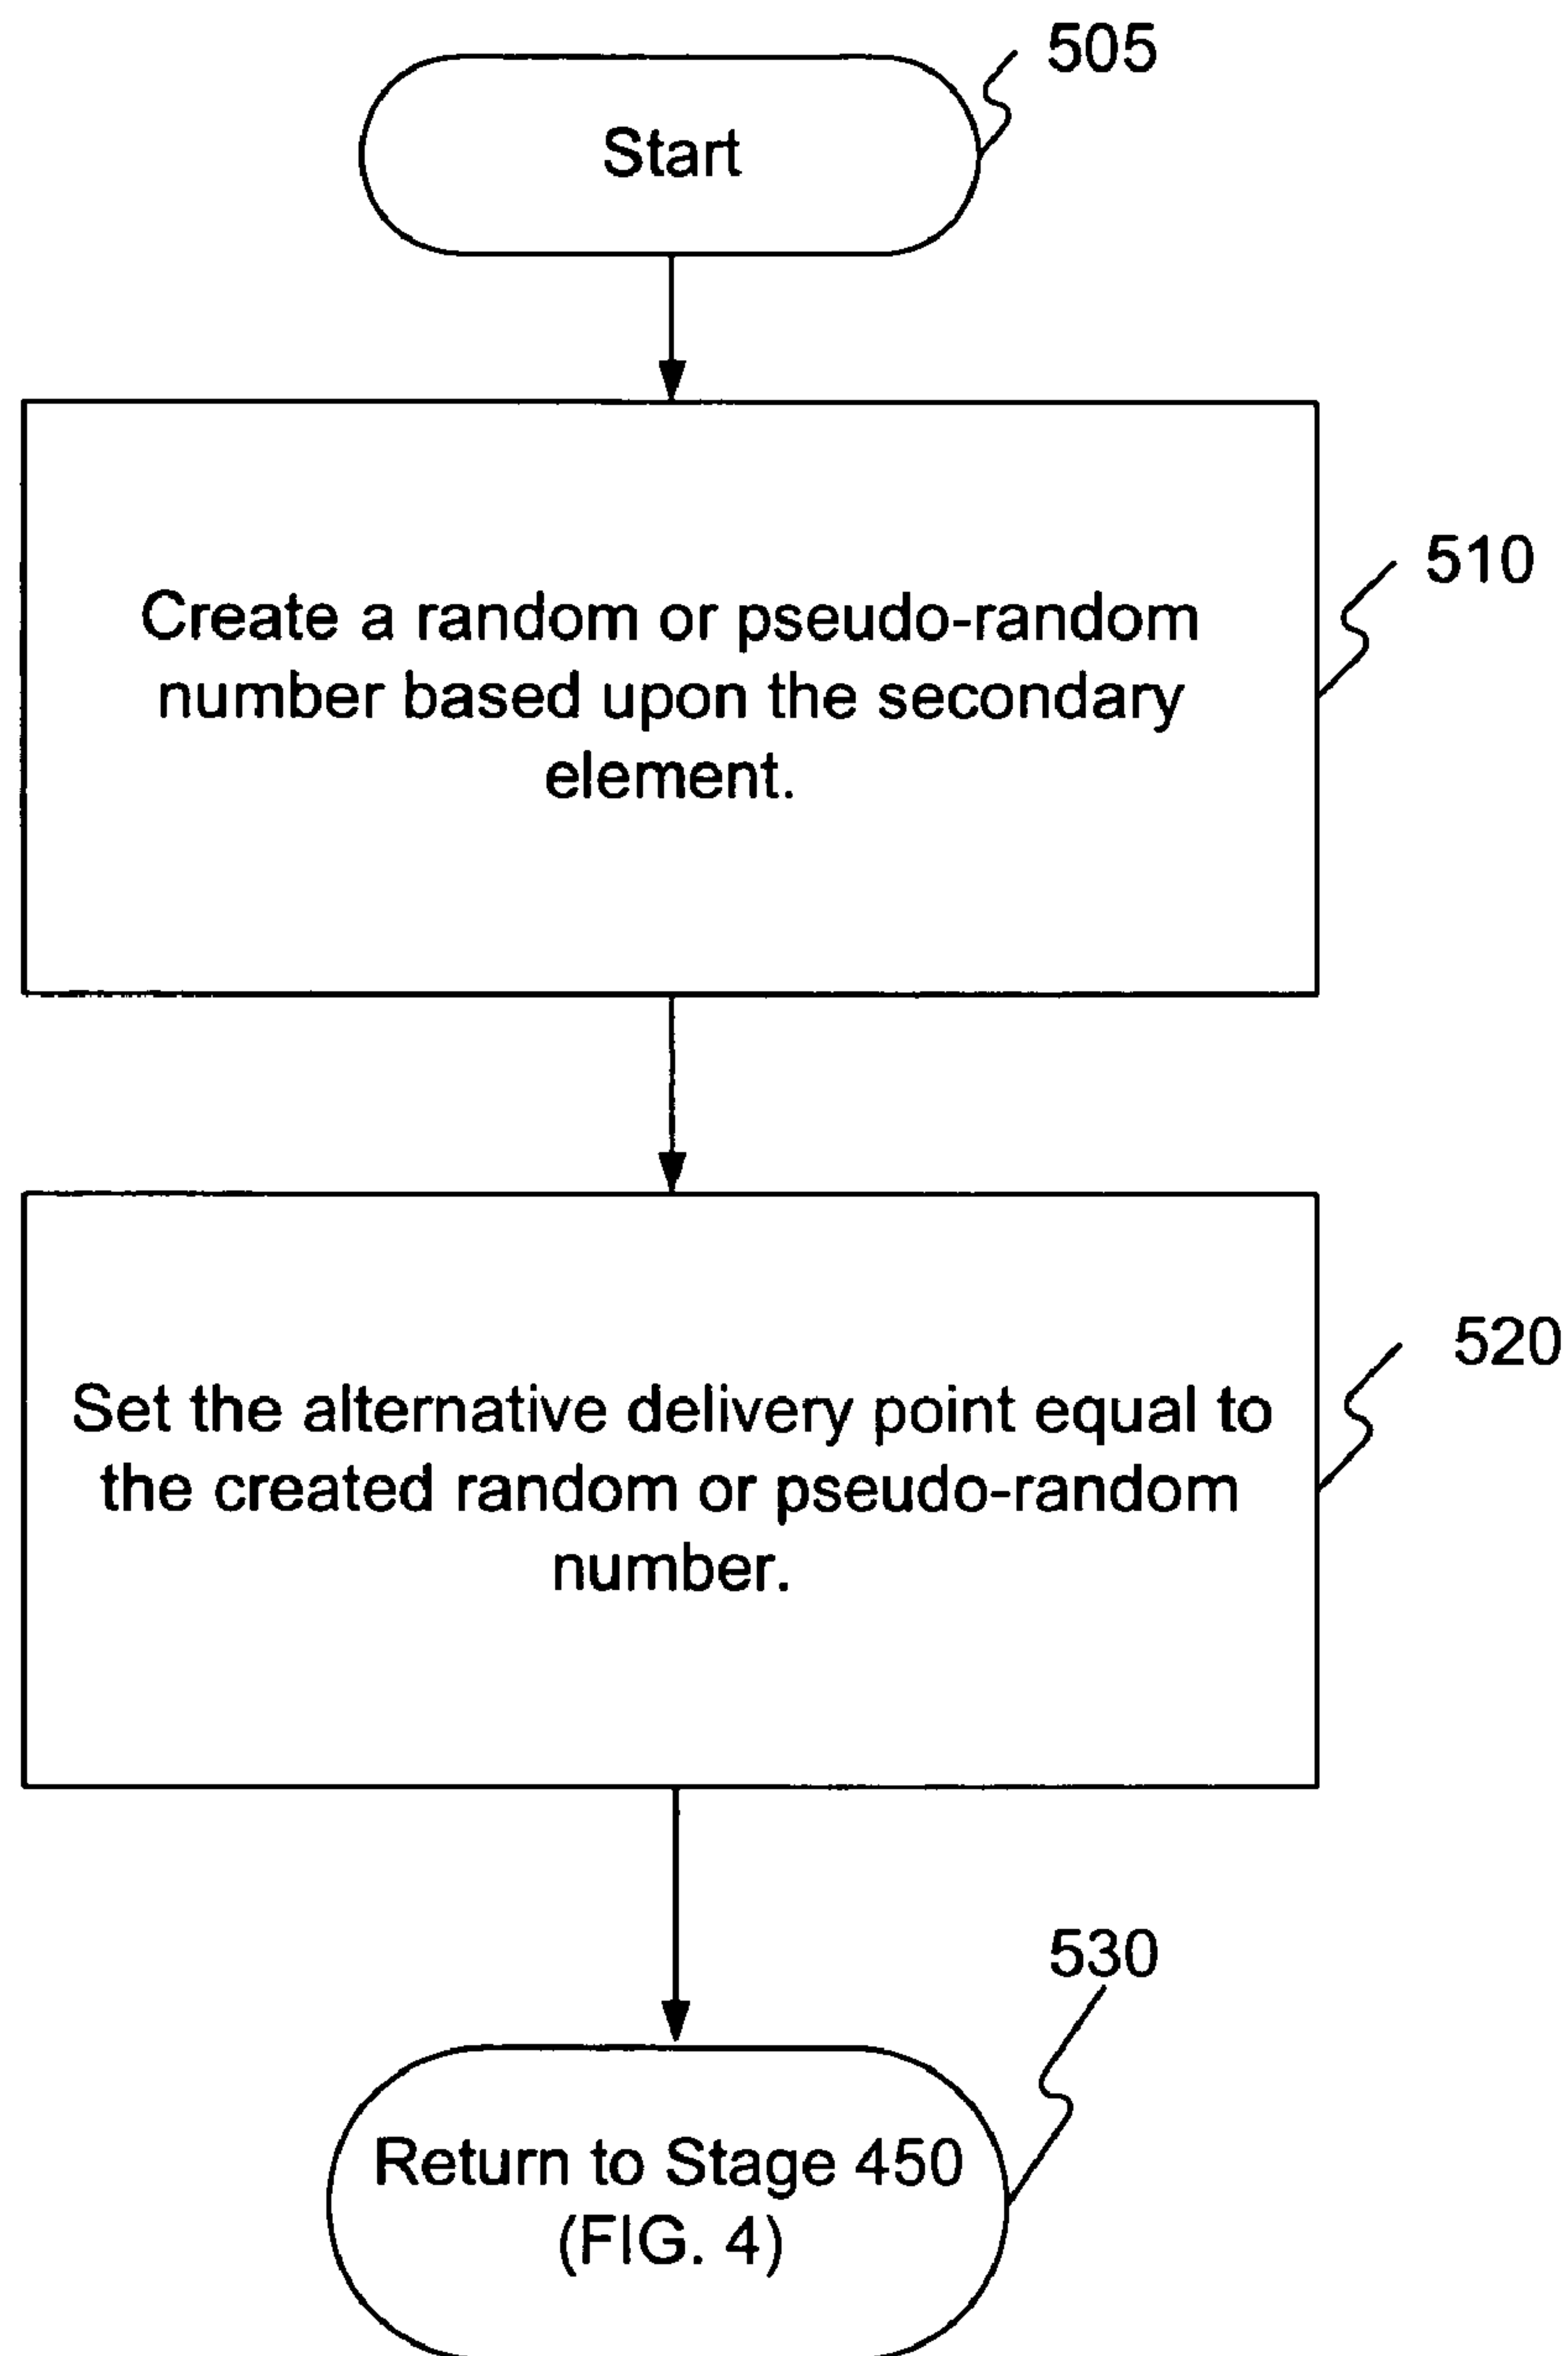 505
Start
510
Create a random or pseudo-random
number based upon the secondary
element.
520
Set the alternative delivery point equal to
the created random or pseudo-random
number.
530
Return to Stage 450
(FIG. 4)